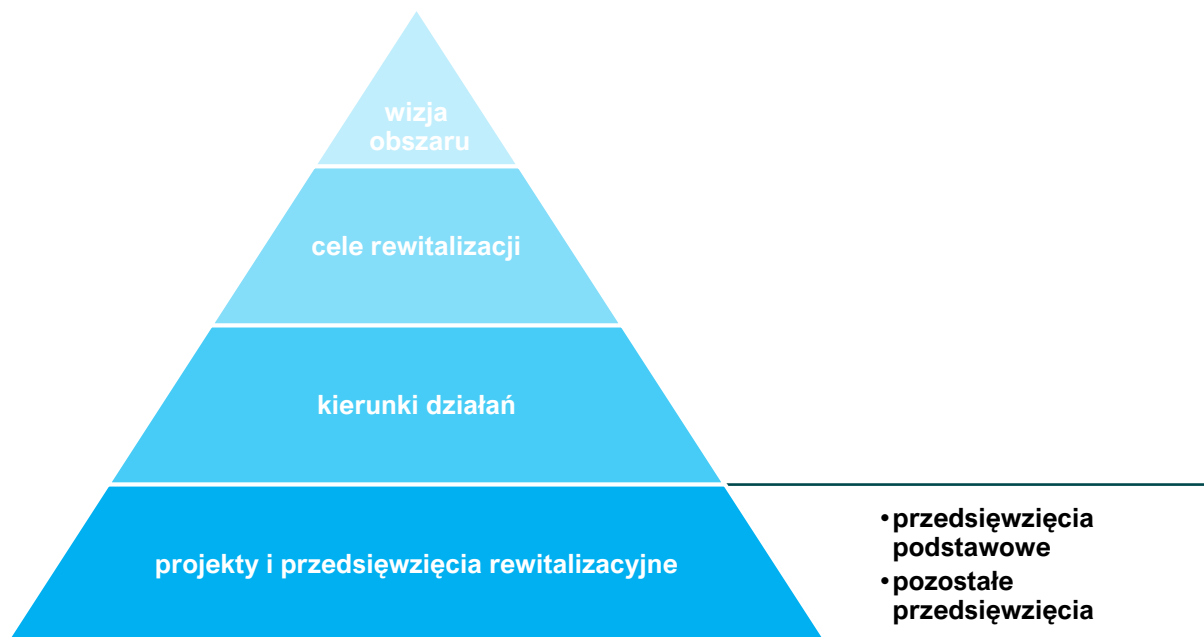 wizja
obszaru
cele rewitalizacji
kierunki działań
projekty i przedsięwzięcia rewitalizacyjne
•przedsięwzięcia
podstawowe
•pozostałe
przedsięwzięcia